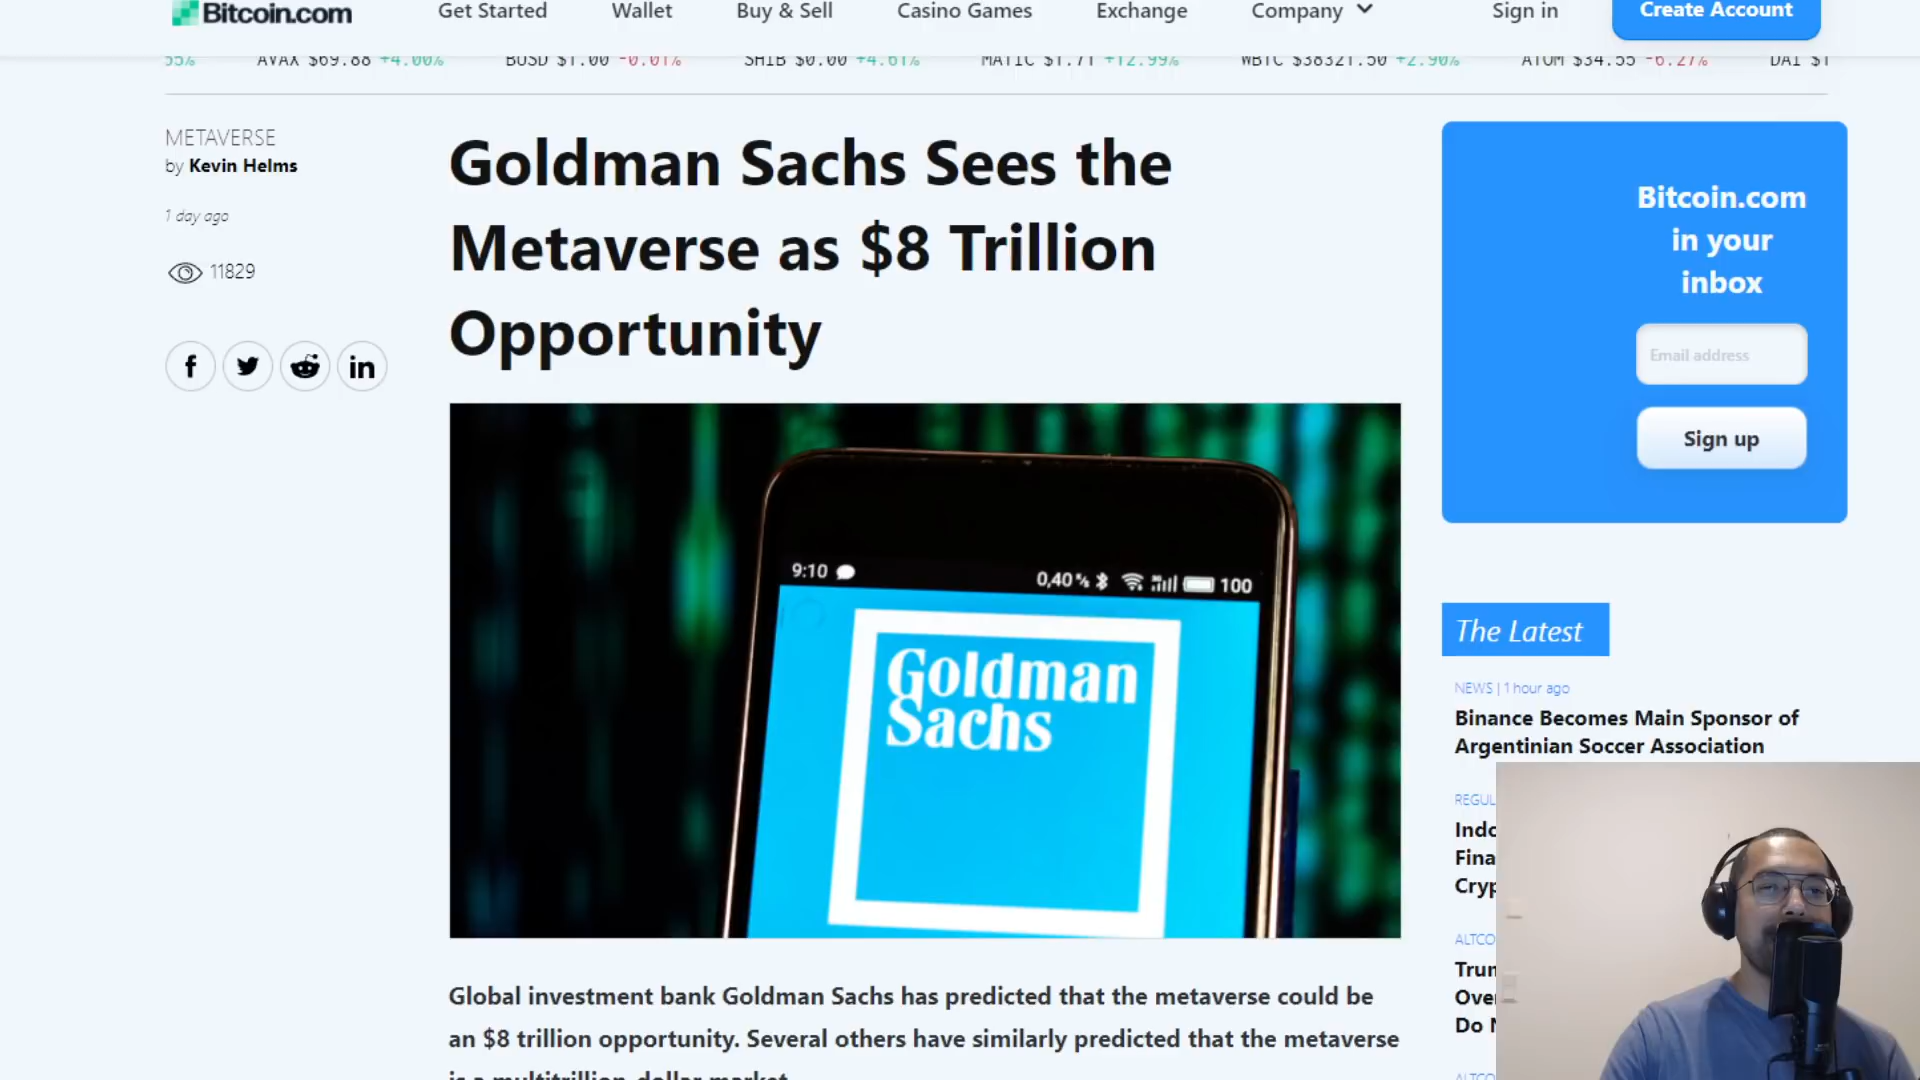 Bitcoin.com
Get Started
Wallet
Buy & Sell
Casino Games
Exchange
Company
Sign in
Create Account
55%
AVAX $69.88 +4.00%
BUSD $1.00 -0.01%
SHIB $0.00 +4.61%
MATIC $1.71 +12.99%
WBTC $38321.50 +2.90%
ATOM $34.55 -6.27%
DAI $1
METAVERSE
by Kevin Helms
1 day ago
11829
Goldman Sachs Sees the
Metaverse as $8 Trillion
Opportunity
9:10
0,40 %
100
Goldman
Sachs
Global investment bank Goldman Sachs has predicted that the metaverse could be
an $8 trillion opportunity. Several others have similarly predicted that the metaverse
is a multitrillion-dollar market.
Bitcoin.com
in your
inbox
Email address
Sign up
The Latest
NEWS | 1 hour ago
Binance Becomes Main Sponsor of
Argentinian Soccer Association
REGUL
Indo
Fina
Cryp
ALTCO
Trun
Over
Do N
ALTCO